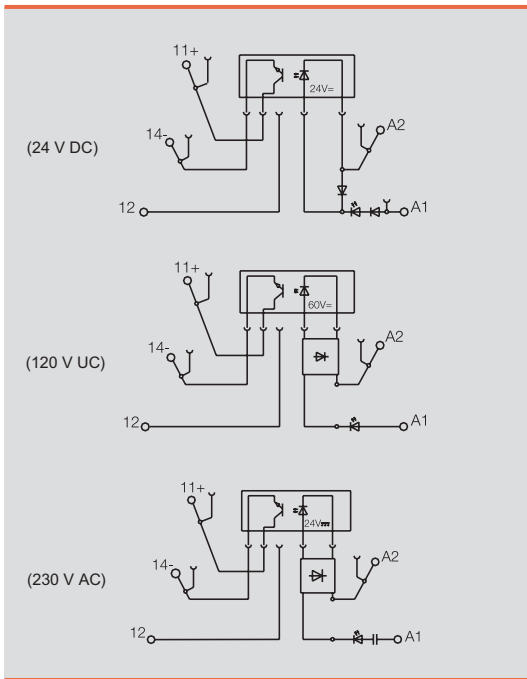 11+
24V=
14-
A2
(24 V DC)
12
A1
11+
60V=
14-
A2
(120 V UC)
12
A1
11+
24V⎓
14-
A2
(230 V AC)
12
A1